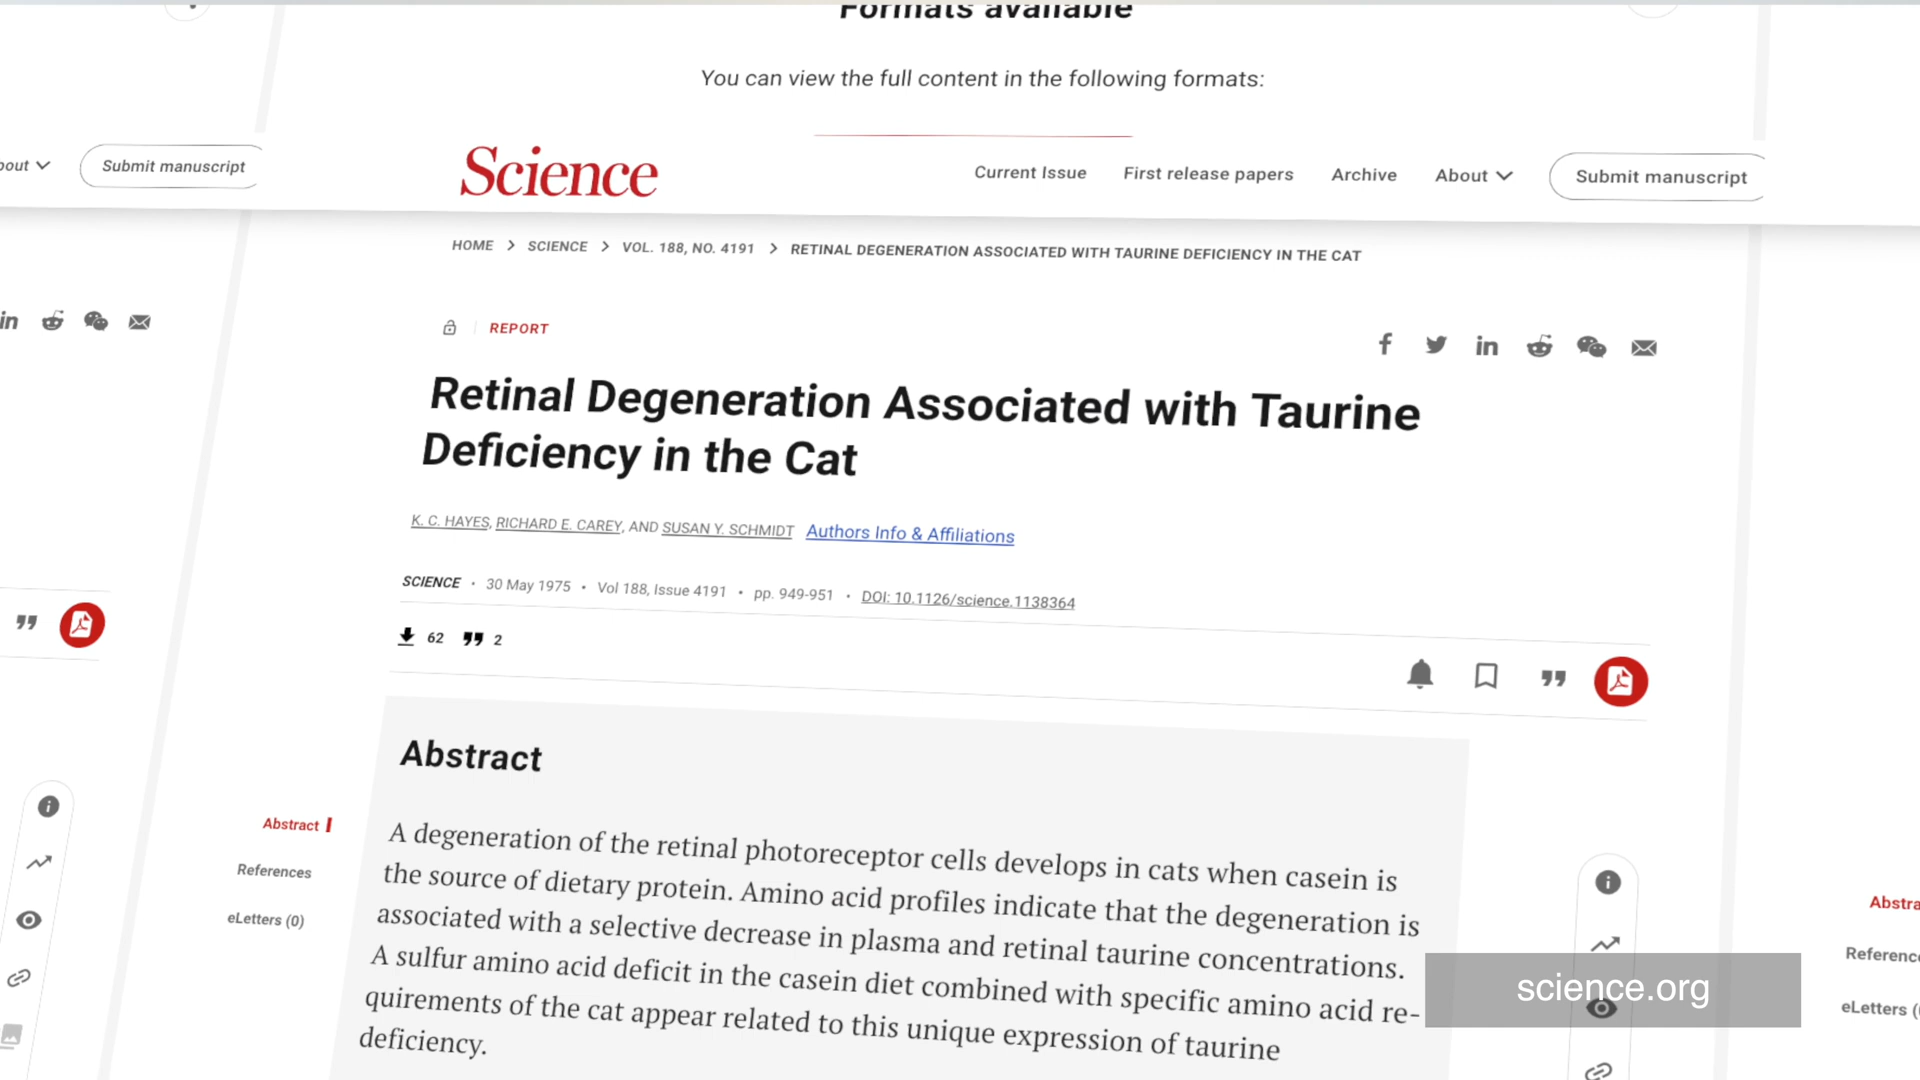 Formats available
You can view the full content in the following formats:
Submit manuscript
Science
Current Issue
First release papers
Archive
About
Submit manuscript
HOME > SCIENCE > VOL. 188, NO. 4191 > RETINAL DEGENERATION ASSOCIATED WITH TAURINE DEFICIENCY IN THE CAT
REPORT
Retinal Degeneration Associated with Taurine
Deficiency in the Cat
K. C. HAYES, RICHARD E. CAREY, AND SUSAN Y. SCHMIDT Authors Info & Affiliations
SCIENCE • 30 May 1975 • Vol 188, Issue 4191 • pp. 949-951 • DOI: 10.1126/science.1138364
62 2
Abstract
Abstract
References
eLetters (0)
A degeneration of the retinal photoreceptor cells develops in cats when casein is
the source of dietary protein. Amino acid profiles indicate that the degeneration is
associated with a selective decrease in plasma and retinal taurine concentrations.
A sulfur amino acid deficit in the casein diet combined with specific amino acid re-
quirements of the cat appear related to this unique expression of taurine
deficiency.
science.org